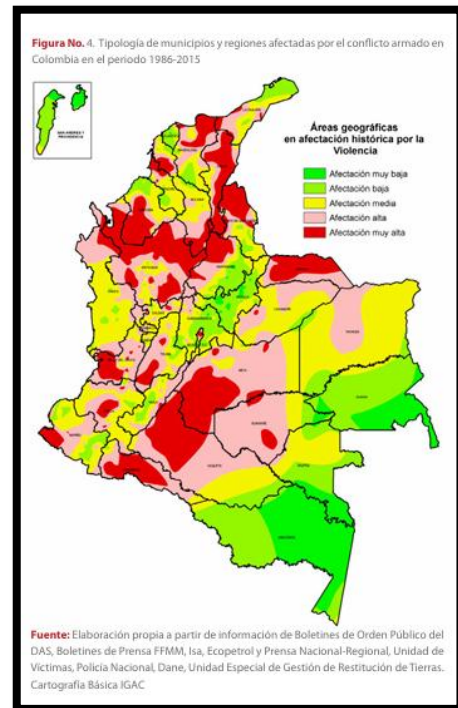 Figura No. 4. Tipología de municipios y regiones afectadas por el conflicto armado en
Colombia en el periodo 1986-2015
SAN ANDRES Y
PROVIDENCIA
Áreas geográficas
en afectación histórica por la
Violencia
Afectación muy baja
Afectación baja
Afectación media
Afectación alta
Afectación muy alta
META
Fuente: Elaboración propia a partir de información de Boletines de Orden Público del
DAS, Boletines de Prensa FFMM, Isa, Ecopetrol y Prensa Nacional-Regional, Unidad de
Víctimas, Policía Nacional, Dane, Unidad Especial de Gestión de Restitución de Tierras.
Cartografía Básica IGAC